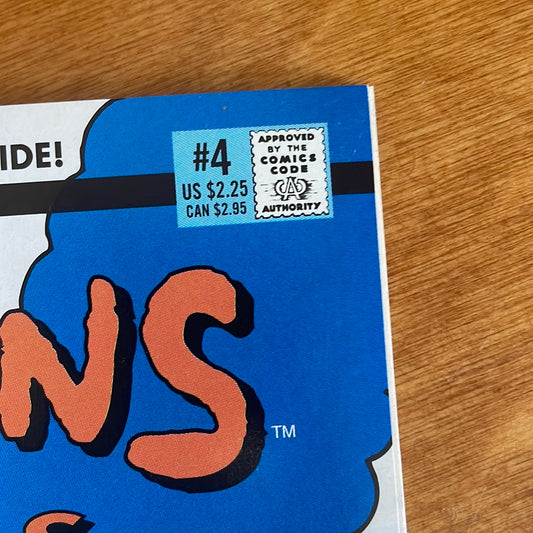 IDE!
#4
US $2.25
CAN $2.95
APPROVED
BY THE
COMICS
CODE
CA
AUTHORITY
NS
TM
S